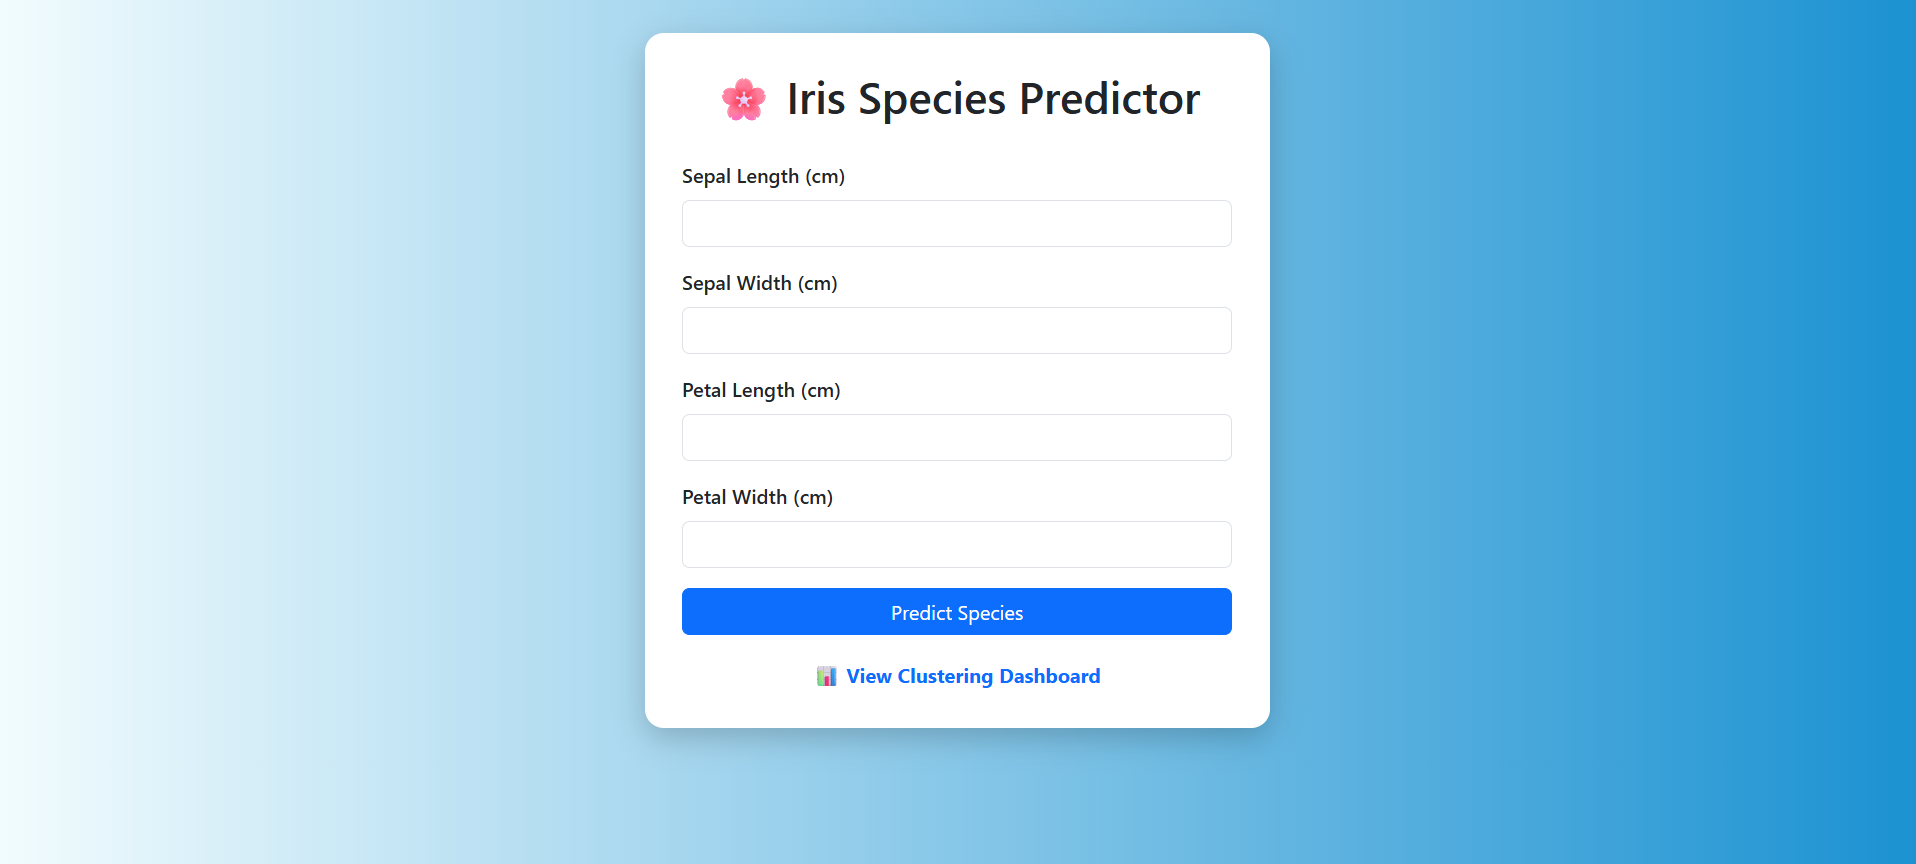 🌸 Iris Species Predictor
Sepal Length (cm)
Sepal Width (cm)
Petal Length (cm)
Petal Width (cm)
Predict Species
📊 View Clustering Dashboard